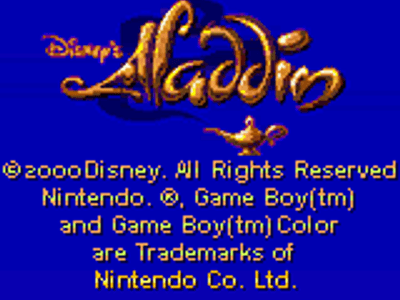 Disney's
Aladdin
©2000Disney. All Rights Reserved
Nintendo. ®, Game Boy(tm)
and Game Boy(tm)Color
are Trademarks of
Nintendo Co. Ltd.